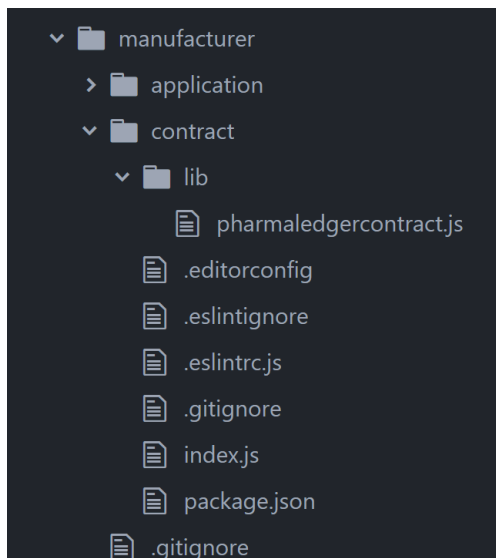 manufacturer
application
contract
lib
pharmaledgercontract.js
.editorconfig
.eslintignore
.eslintrc.js
.gitignore
index.js
package.json
.gitignore